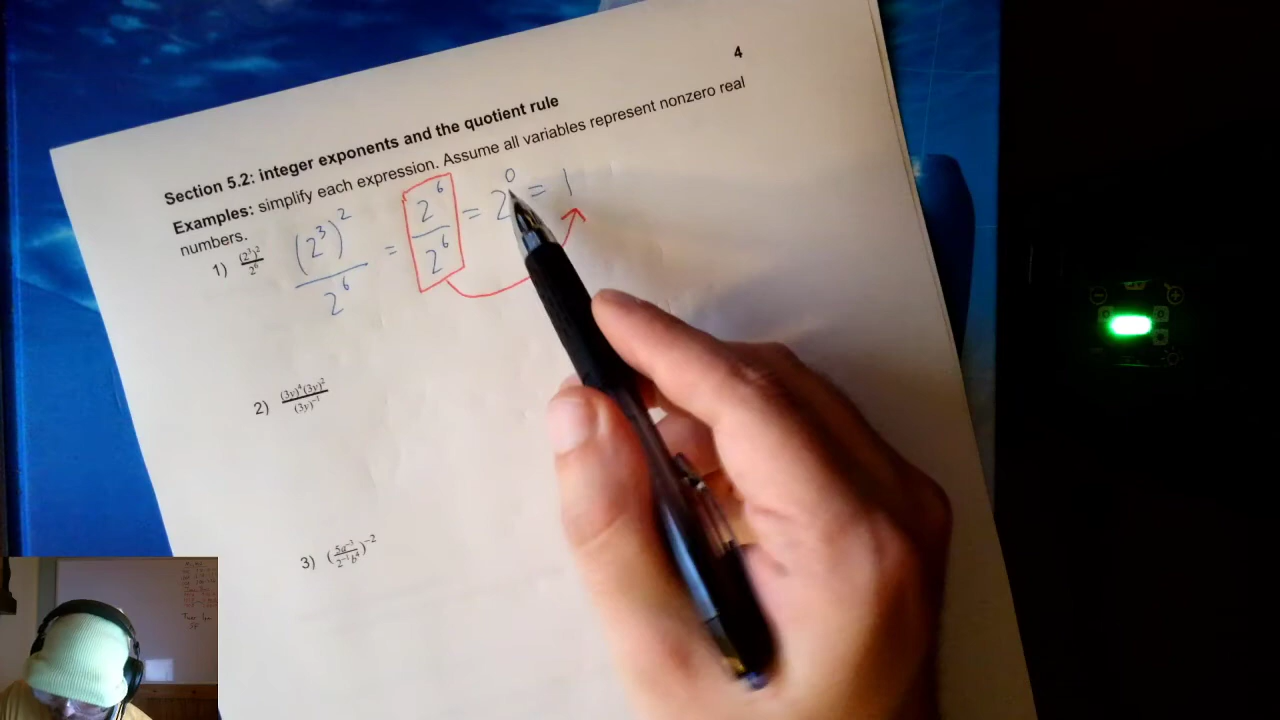 4
Section 5.2: integer exponents and the quotient rule
Examples: simplify each expression. Assume all variables represent nonzero real
numbers.
1) (2³)²/2⁶ (2³)²/2⁶ = 2⁶/2⁶ = 2⁰ = 1
2) (3y)⁴(3y)²/(3y)⁻¹
3) (5a⁻³/2⁻¹b⁴)⁻²